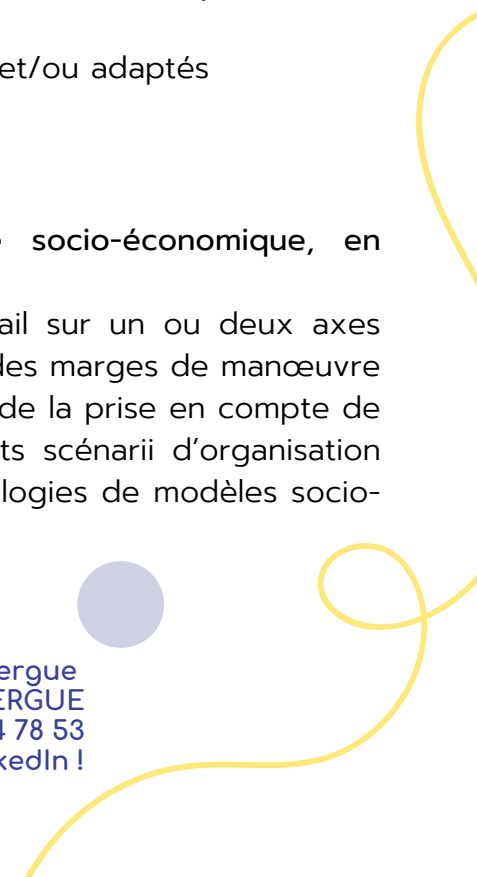 et/ou adaptés
socio-économique, en
ail sur un ou deux axes
des marges de manœuvre
de la prise en compte de
ts scénarii d'organisation
logies de modèles socio-
ergue
ERGUE
4 78 53
kedIn !